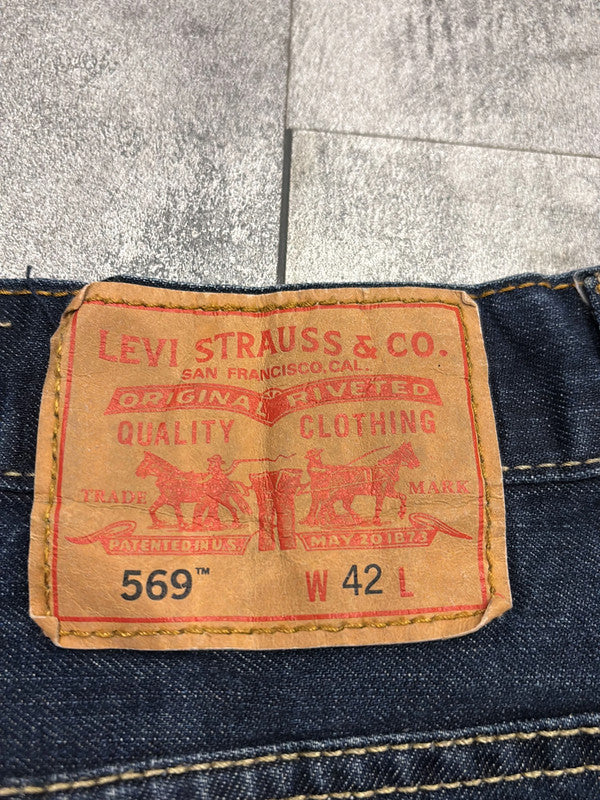 LEVI STRAUSS & CO.
SAN FRANCISCO, CAL.
ORIGINAL RIVETED
QUALITY CLOTHING
TRADE MARK
PATENTED IN U.S. MAY 20 1873
569™ W 42 L